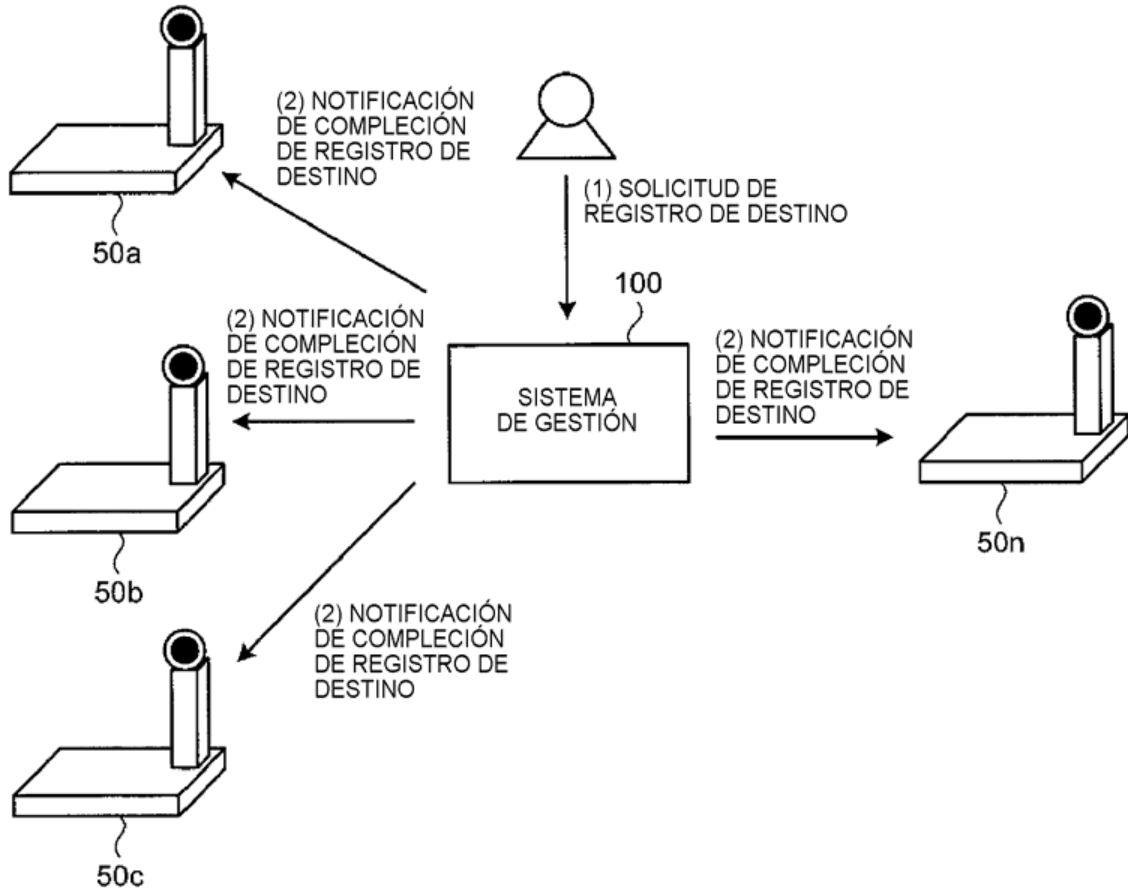 (2) NOTIFICACIÓN
DE COMPLECIÓN
DE REGISTRO DE
DESTINO
50a
(1) SOLICITUD DE
REGISTRO DE DESTINO
100
(2) NOTIFICACIÓN
DE COMPLECIÓN
DE REGISTRO DE
DESTINO
50b
SISTEMA
DE GESTIÓN
(2) NOTIFICACIÓN
DE COMPLECIÓN
DE REGISTRO DE
DESTINO
50n
(2) NOTIFICACIÓN
DE COMPLECIÓN
DE REGISTRO DE
DESTINO
50c